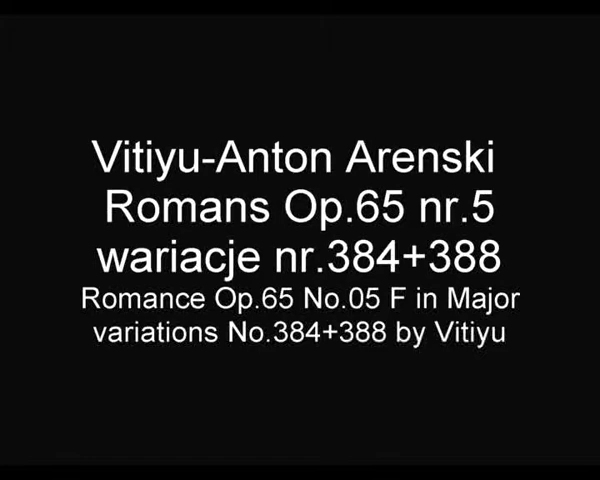 Vitiyu-Anton Arenski
Romans Op.65 nr.5
wariacje nr.384+388
Romance Op.65 No.05 F in Major
variations No.384+388 by Vitiyu